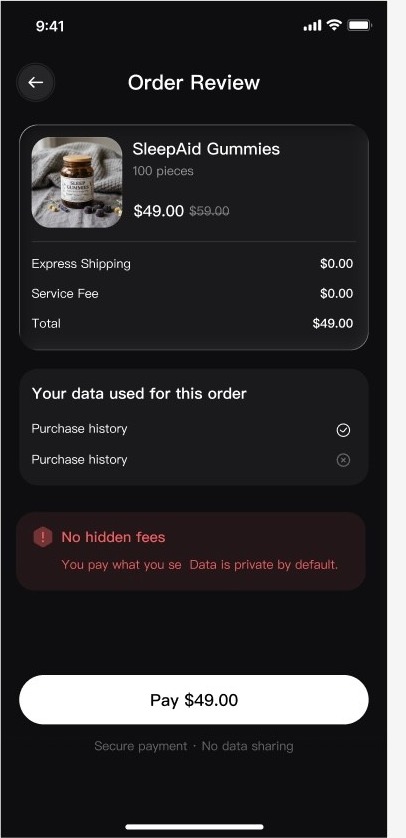 9:41
Order Review
SLEEP
GUMMIES
SleepAid Gummies
100 pieces
$49.00 $59.00
Express Shipping $0.00
Service Fee $0.00
Total $49.00
Your data used for this order
Purchase history
Purchase history
No hidden fees
You pay what you se Data is private by default.
Pay $49.00
Secure payment · No data sharing